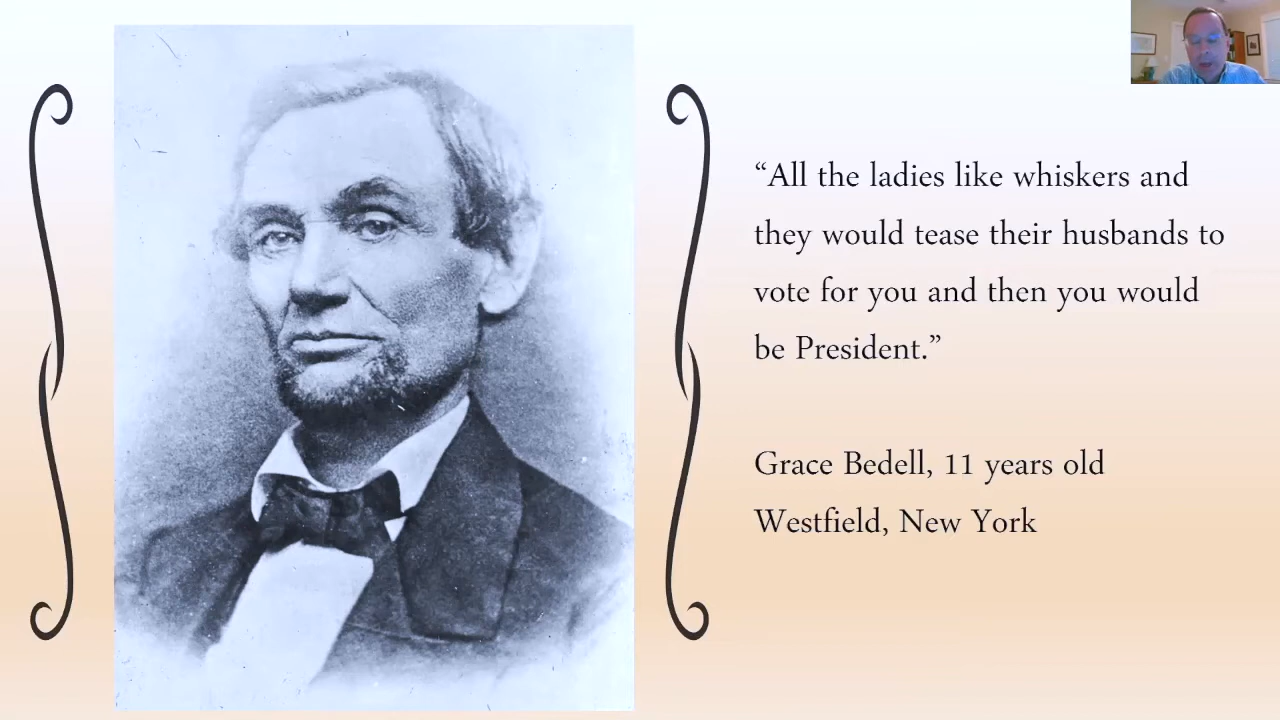 “All the ladies like whiskers and
they would tease their husbands to
vote for you and then you would
be President.”
Grace Bedell, 11 years old
Westfield, New York